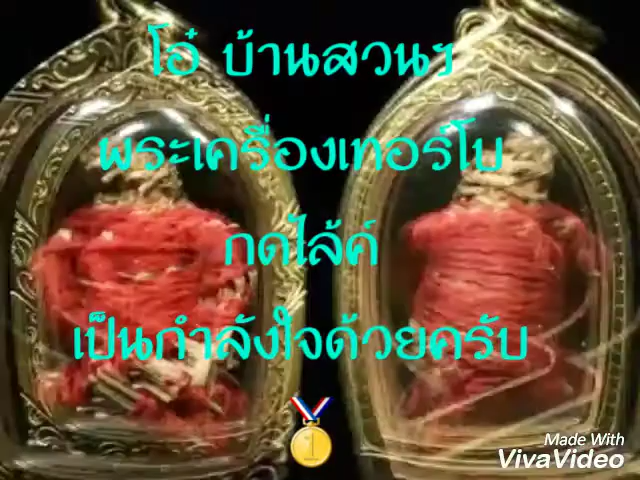 โอ๋ บ้านสวนฯ
พระเครื่องเทอร์โบ
กดไล้ค์
เป็นกำลังใจด้วยครับ
1
Made With
VivaVideo